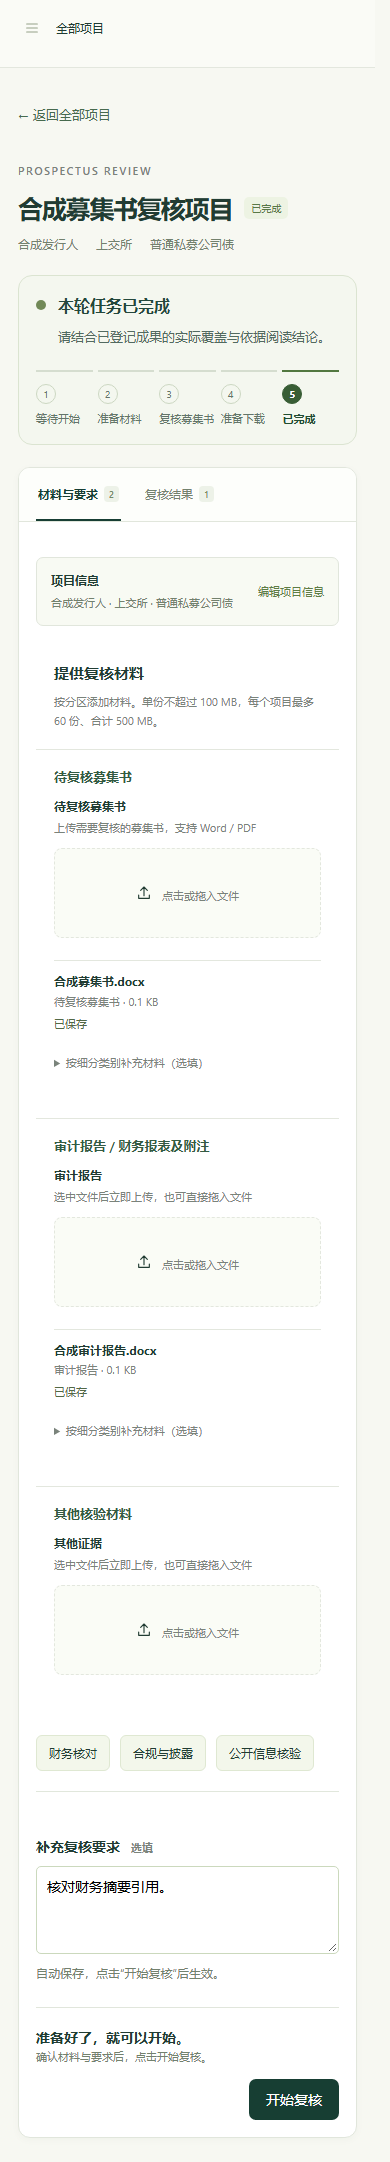 全部项目
← 返回全部项目
PROSPECTUS REVIEW
合成募集书复核项目 已完成
合成发行人 上交所 普通私募公司债
本轮任务已完成
请结合已登记成果的实际覆盖与依据阅读结论。
1 2 3 4 5
等待开始 准备材料 复核募集书 准备下载 已完成
材料与要求 2 复核结果 1
项目信息
合成发行人 · 上交所 · 普通私募公司债
编辑项目信息
提供复核材料
按分区添加材料。单份不超过 100 MB，每个项目最多
60 份、合计 500 MB。
待复核募集书
待复核募集书
上传需要复核的募集书，支持 Word / PDF
点击或拖入文件
合成募集书.docx
待复核募集书 · 0.1 KB
已保存
▶ 按细分类别补充材料（选填）
审计报告 / 财务报表及附注
审计报告
选中文件后立即上传，也可直接拖入文件
点击或拖入文件
合成审计报告.docx
审计报告 · 0.1 KB
已保存
▶ 按细分类别补充材料（选填）
其他核验材料
其他证据
选中文件后立即上传，也可直接拖入文件
点击或拖入文件
财务核对 合规与披露 公开信息核验
补充复核要求 选填
核对财务摘要引用。
自动保存，点击“开始复核”后生效。
准备好了，就可以开始。
确认材料与要求后，点击开始复核。
开始复核